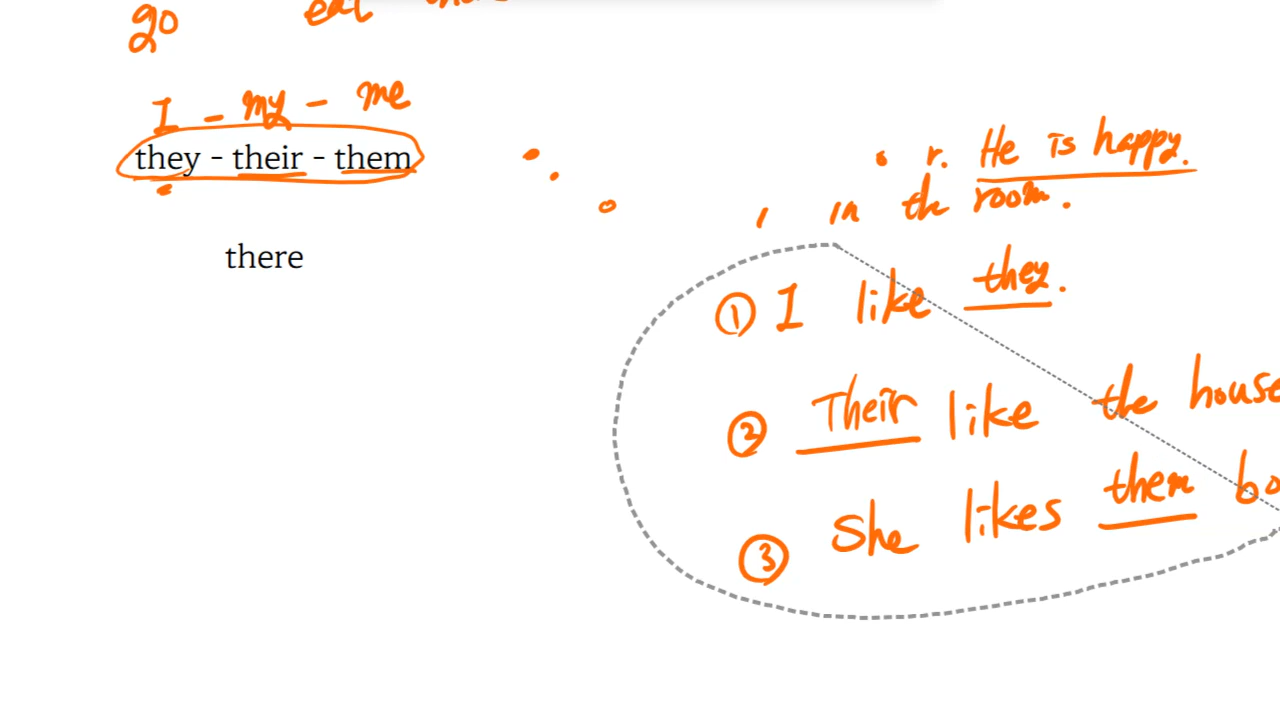 go eat
I - my - me
they - their - them
r. He is happy.
in the room.
there
① I like they.
② Their like the house
③ She likes them bo